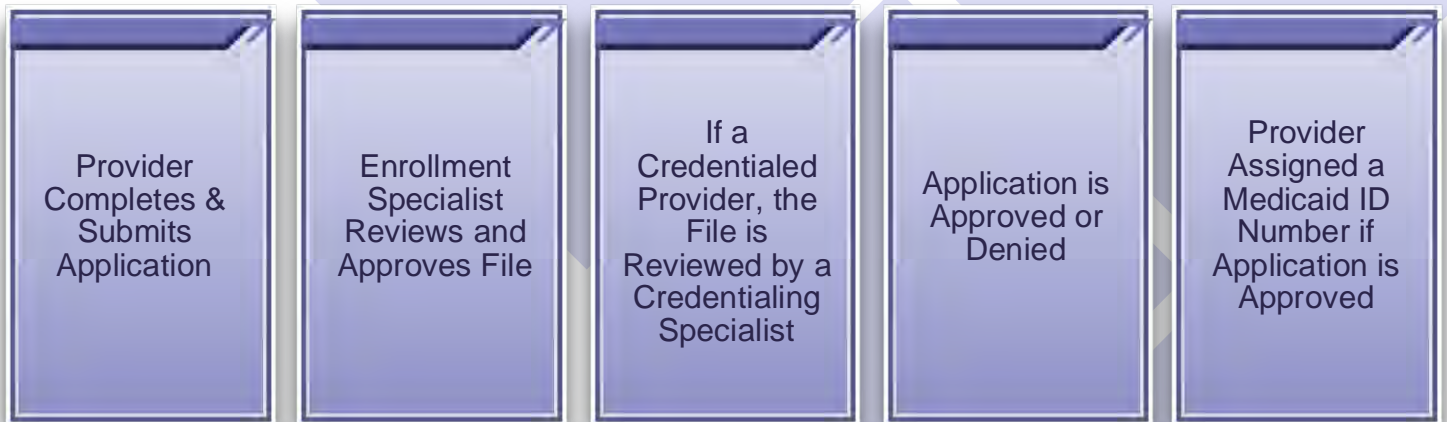 Provider
Completes &
Submits
Application
Enrollment
Specialist
Reviews and
Approves File
If a
Credentialed
Provider, the
File is
Reviewed by a
Credentialing
Specialist
Application is
Approved or
Denied
Provider
Assigned a
Medicaid ID
Number if
Application is
Approved